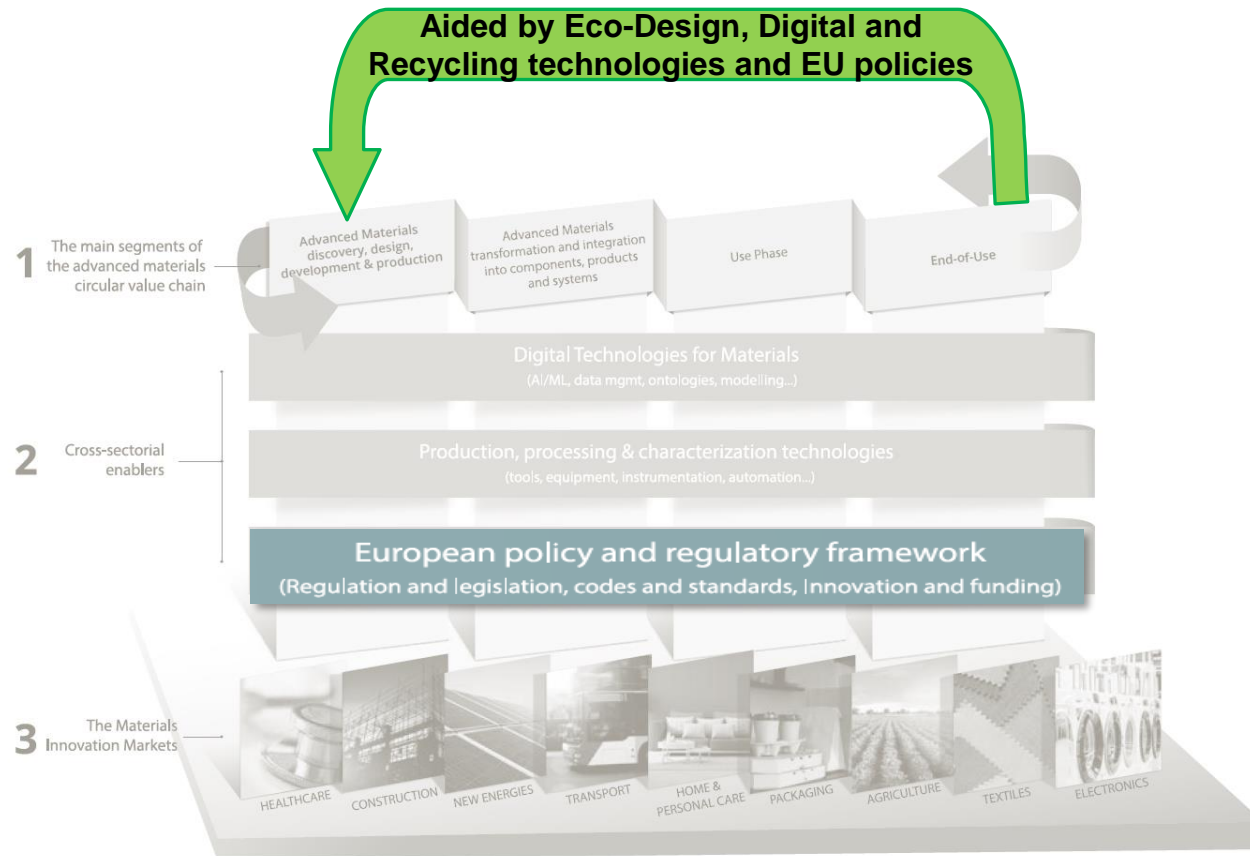 Aided by Eco-Design, Digital and
Recycling technologies and EU policies
1
The main segments of
the advanced materials
circular value chain
Advanced Materials
discovery, design,
development & production
Advanced Materials
transformation and integration
into components, products
and systems
Use Phase
End-of-Use
Digital Technologies for Materials
(AI/ML, data mgmt, ontologies, modelling...)
2
Cross-sectorial
enablers
Production, processing & characterization technologies
(tools, equipment, instrumentation, automation...)
European policy and regulatory framework
(Regulation and legislation, codes and standards, Innovation and funding)
3
The Materials
Innovation Markets
HEALTHCARE
CONSTRUCTION
NEW ENERGIES
TRANSPORT
HOME &
PERSONAL CARE
PACKAGING
AGRICULTURE
TEXTILES
ELECTRONICS